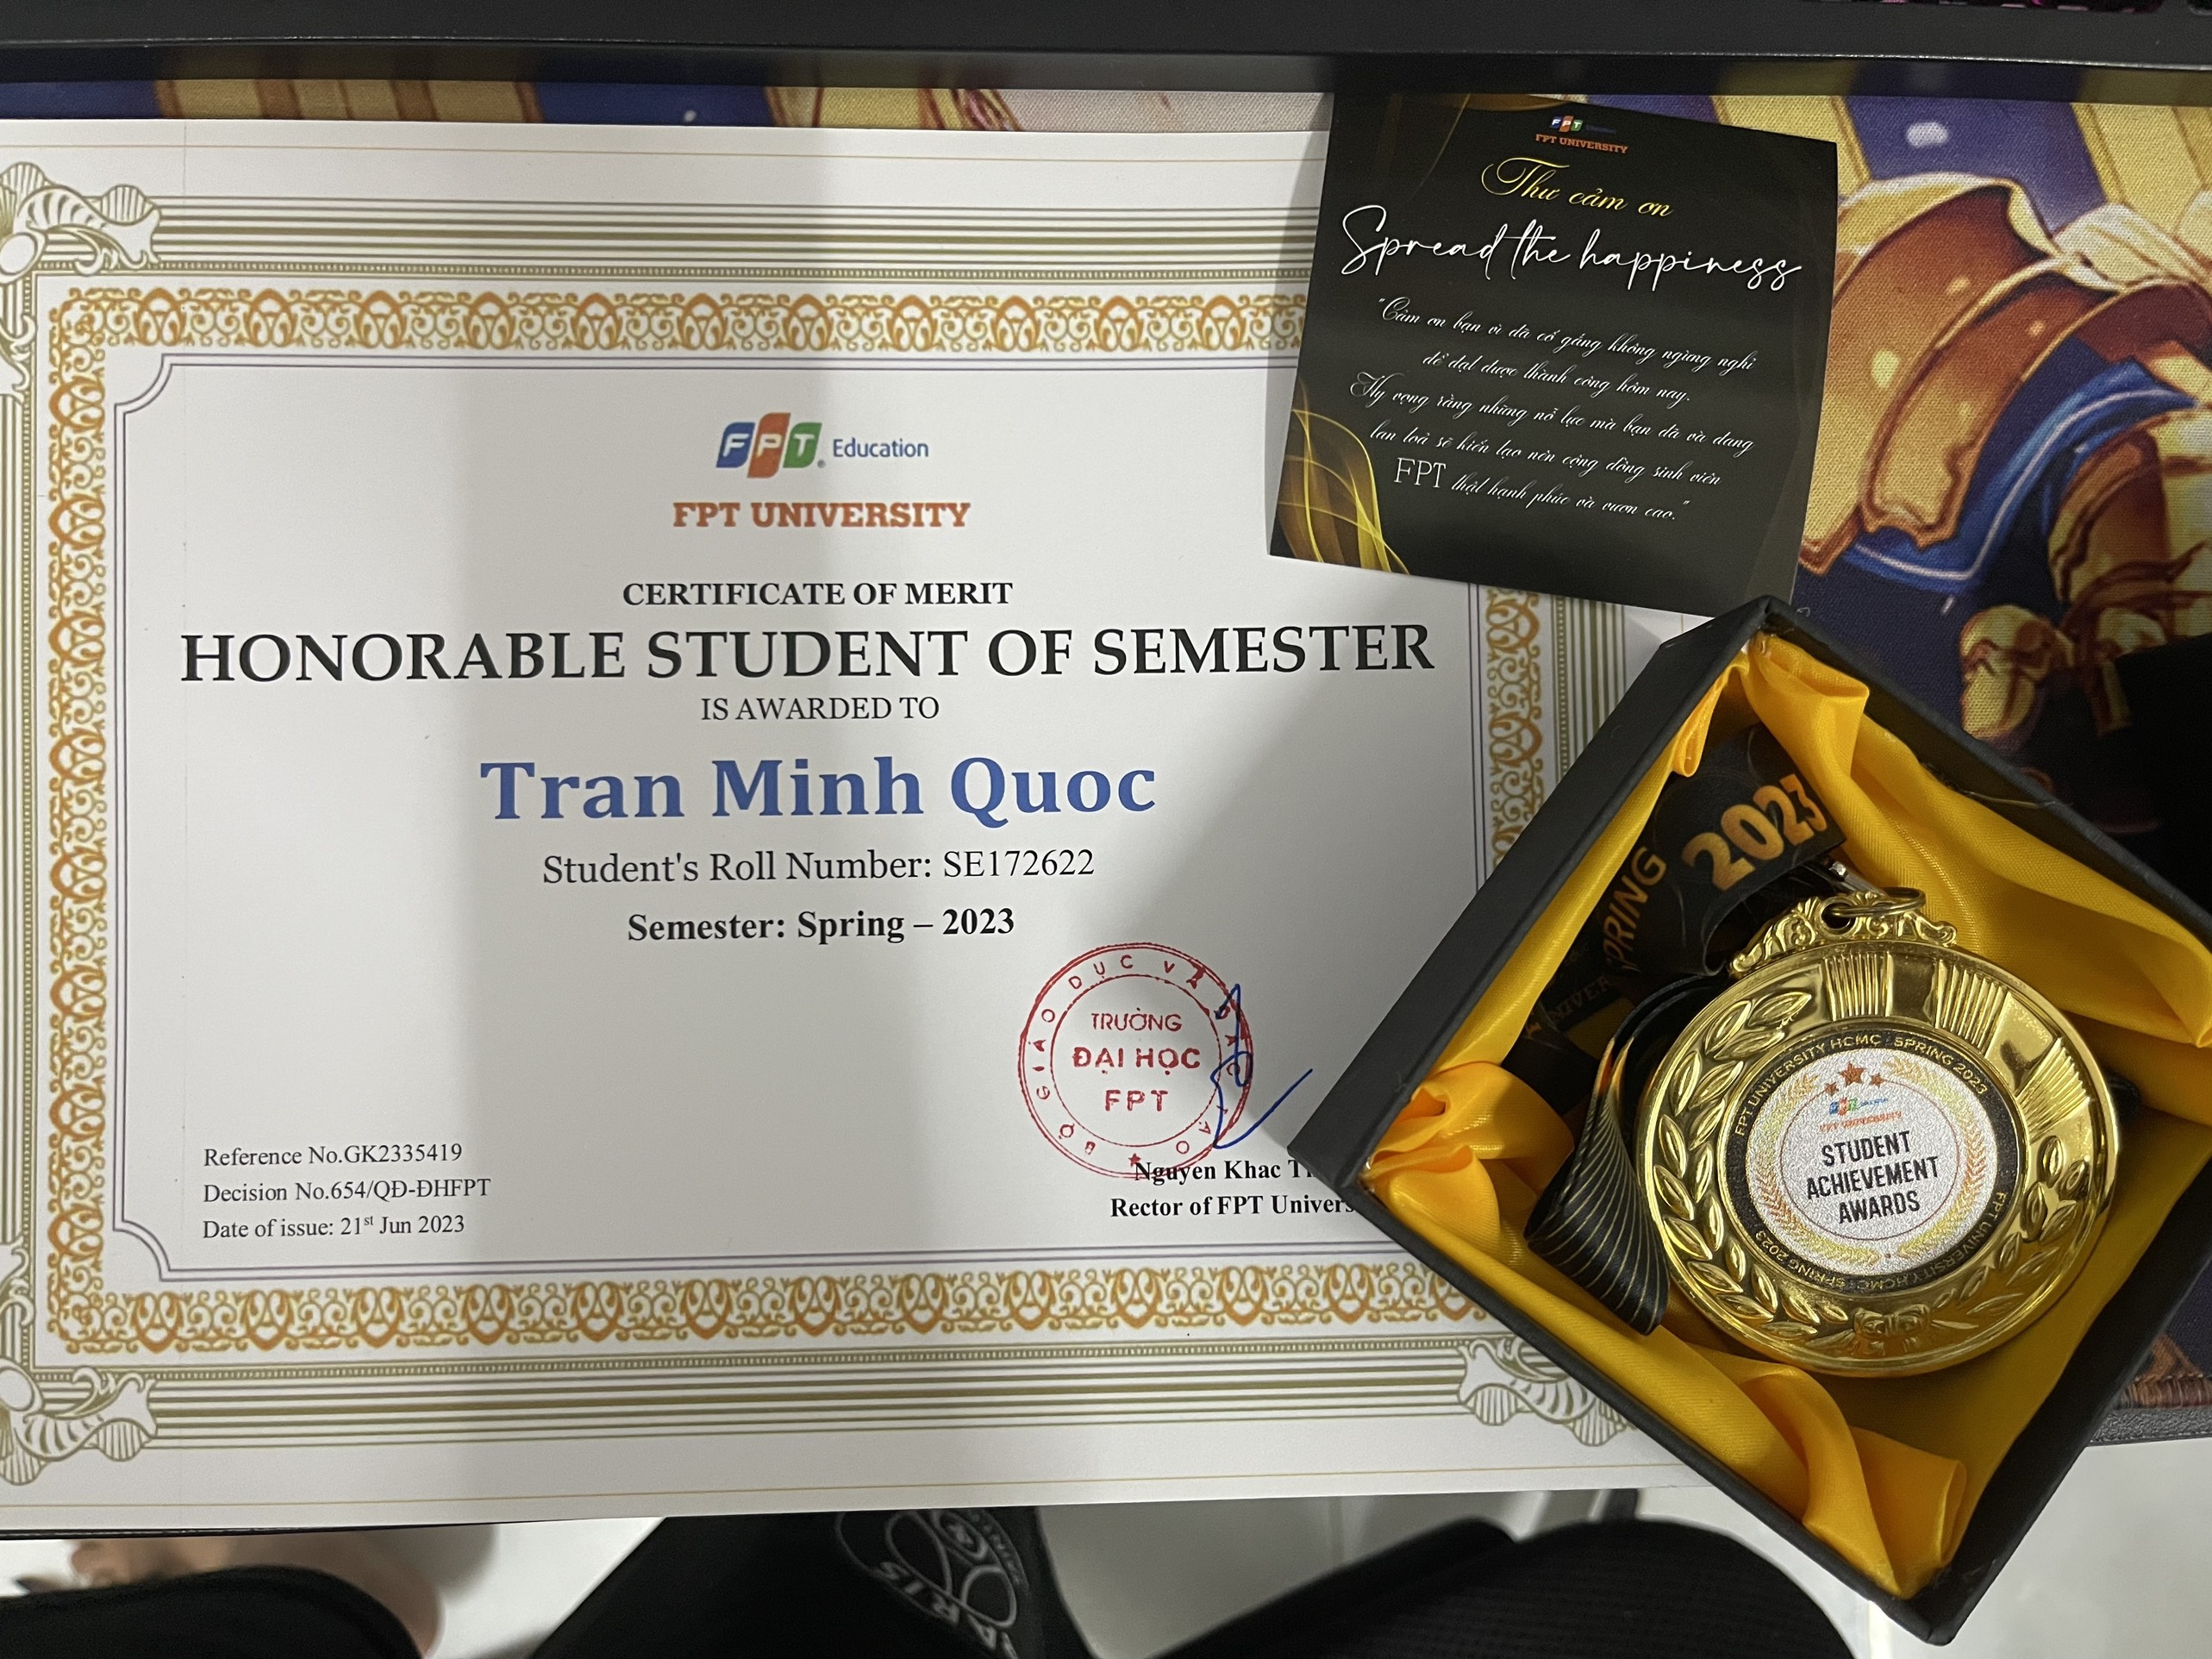 FPT Education
FPT UNIVERSITY
CERTIFICATE OF MERIT
HONORABLE STUDENT OF SEMESTER
IS AWARDED TO
Tran Minh Quoc
Student's Roll Number: SE172622
Semester: Spring – 2023
BỘ GIÁO DỤC VÀ ĐÀO TẠO
TRƯỜNG
ĐẠI HỌC
FPT
Reference No.GK2335419
Decision No.654/QĐ-ĐHFPT
Date of issue: 21st Jun 2023
Nguyen Khac
Rector of FPT Univers
FPT Education
FPT UNIVERSITY
Thư cảm ơn
Spread the happiness
"Cảm ơn bạn vì đã cố gắng không ngừng nghỉ
để đạt được thành công hôm nay.
Hy vọng rằng những nỗ lực mà bạn đã và đang
lan toả sẽ kiến tạo nên cộng đồng sinh viên
FPT thật hạnh phúc và vươn cao."
SPRING 2023
FPT UNIVERSITY HCMC · SPRING 2023
FPT UNIVERSITY HCMC · SPRING 2023
FPT Education
FPT UNIVERSITY
STUDENT
ACHIEVEMENT
AWARDS
PARIS